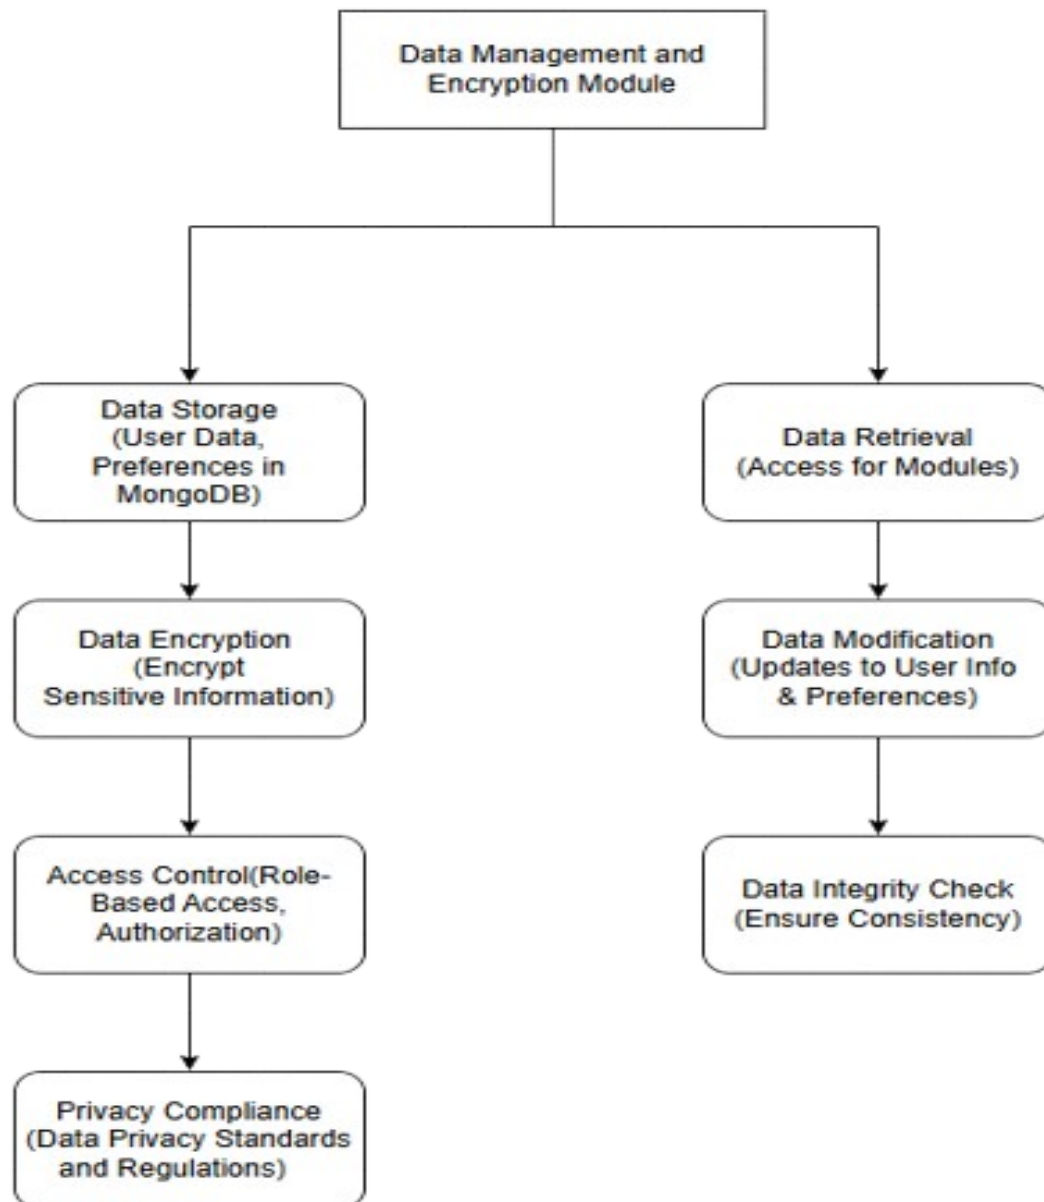 Data Management and
Encryption Module
Data Storage
(User Data,
Preferences in
MongoDB)
Data Retrieval
(Access for Modules)
Data Encryption
(Encrypt
Sensitive Information)
Data Modification
(Updates to User Info
& Preferences)
Access Control(Role-
Based Access,
Authorization)
Data Integrity Check
(Ensure Consistency)
Privacy Compliance
(Data Privacy Standards
and Regulations)